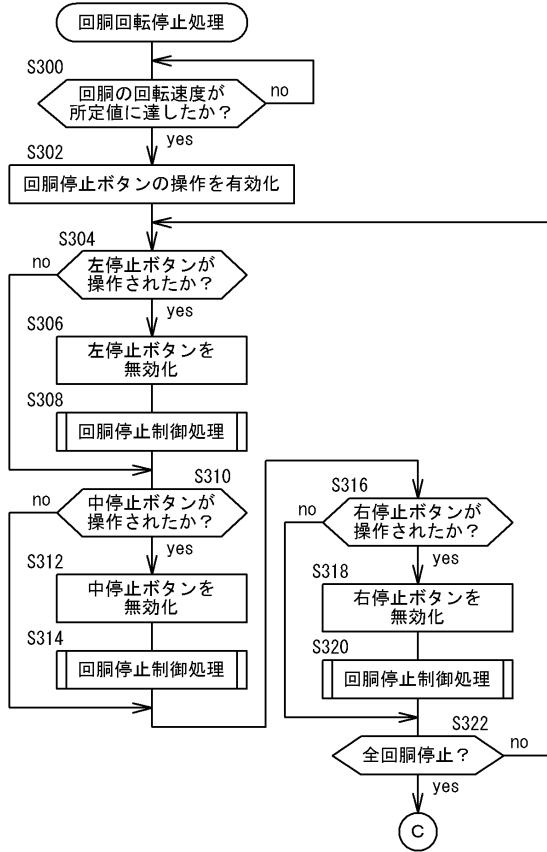 回胴回転停止処理
S300
回胴の回転速度が
所定値に達したか？
no
yes
S302
回胴停止ボタンの操作を有効化
S304
左停止ボタンが
操作されたか？
no
yes
S306
左停止ボタンを
無効化
S308
回胴停止制御処理
S310
中停止ボタンが
操作されたか？
no
yes
S312
中停止ボタンを
無効化
S314
回胴停止制御処理
S316
右停止ボタンが
操作されたか？
no
yes
S318
右停止ボタンを
無効化
S320
回胴停止制御処理
S322
全回胴停止？
no
yes
C